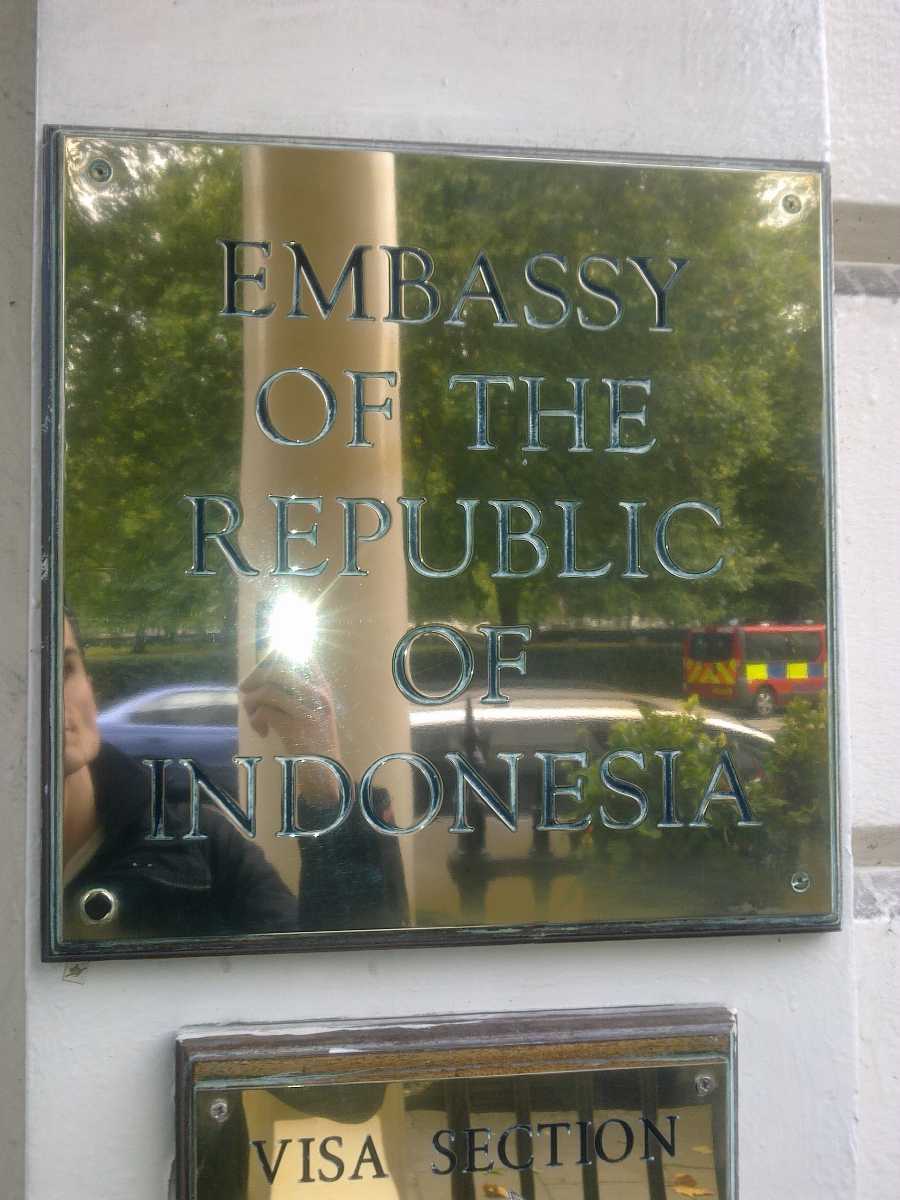 EMBASSY
OF THE
REPUBLIC
OF
INDONESIA
VISA SECTION